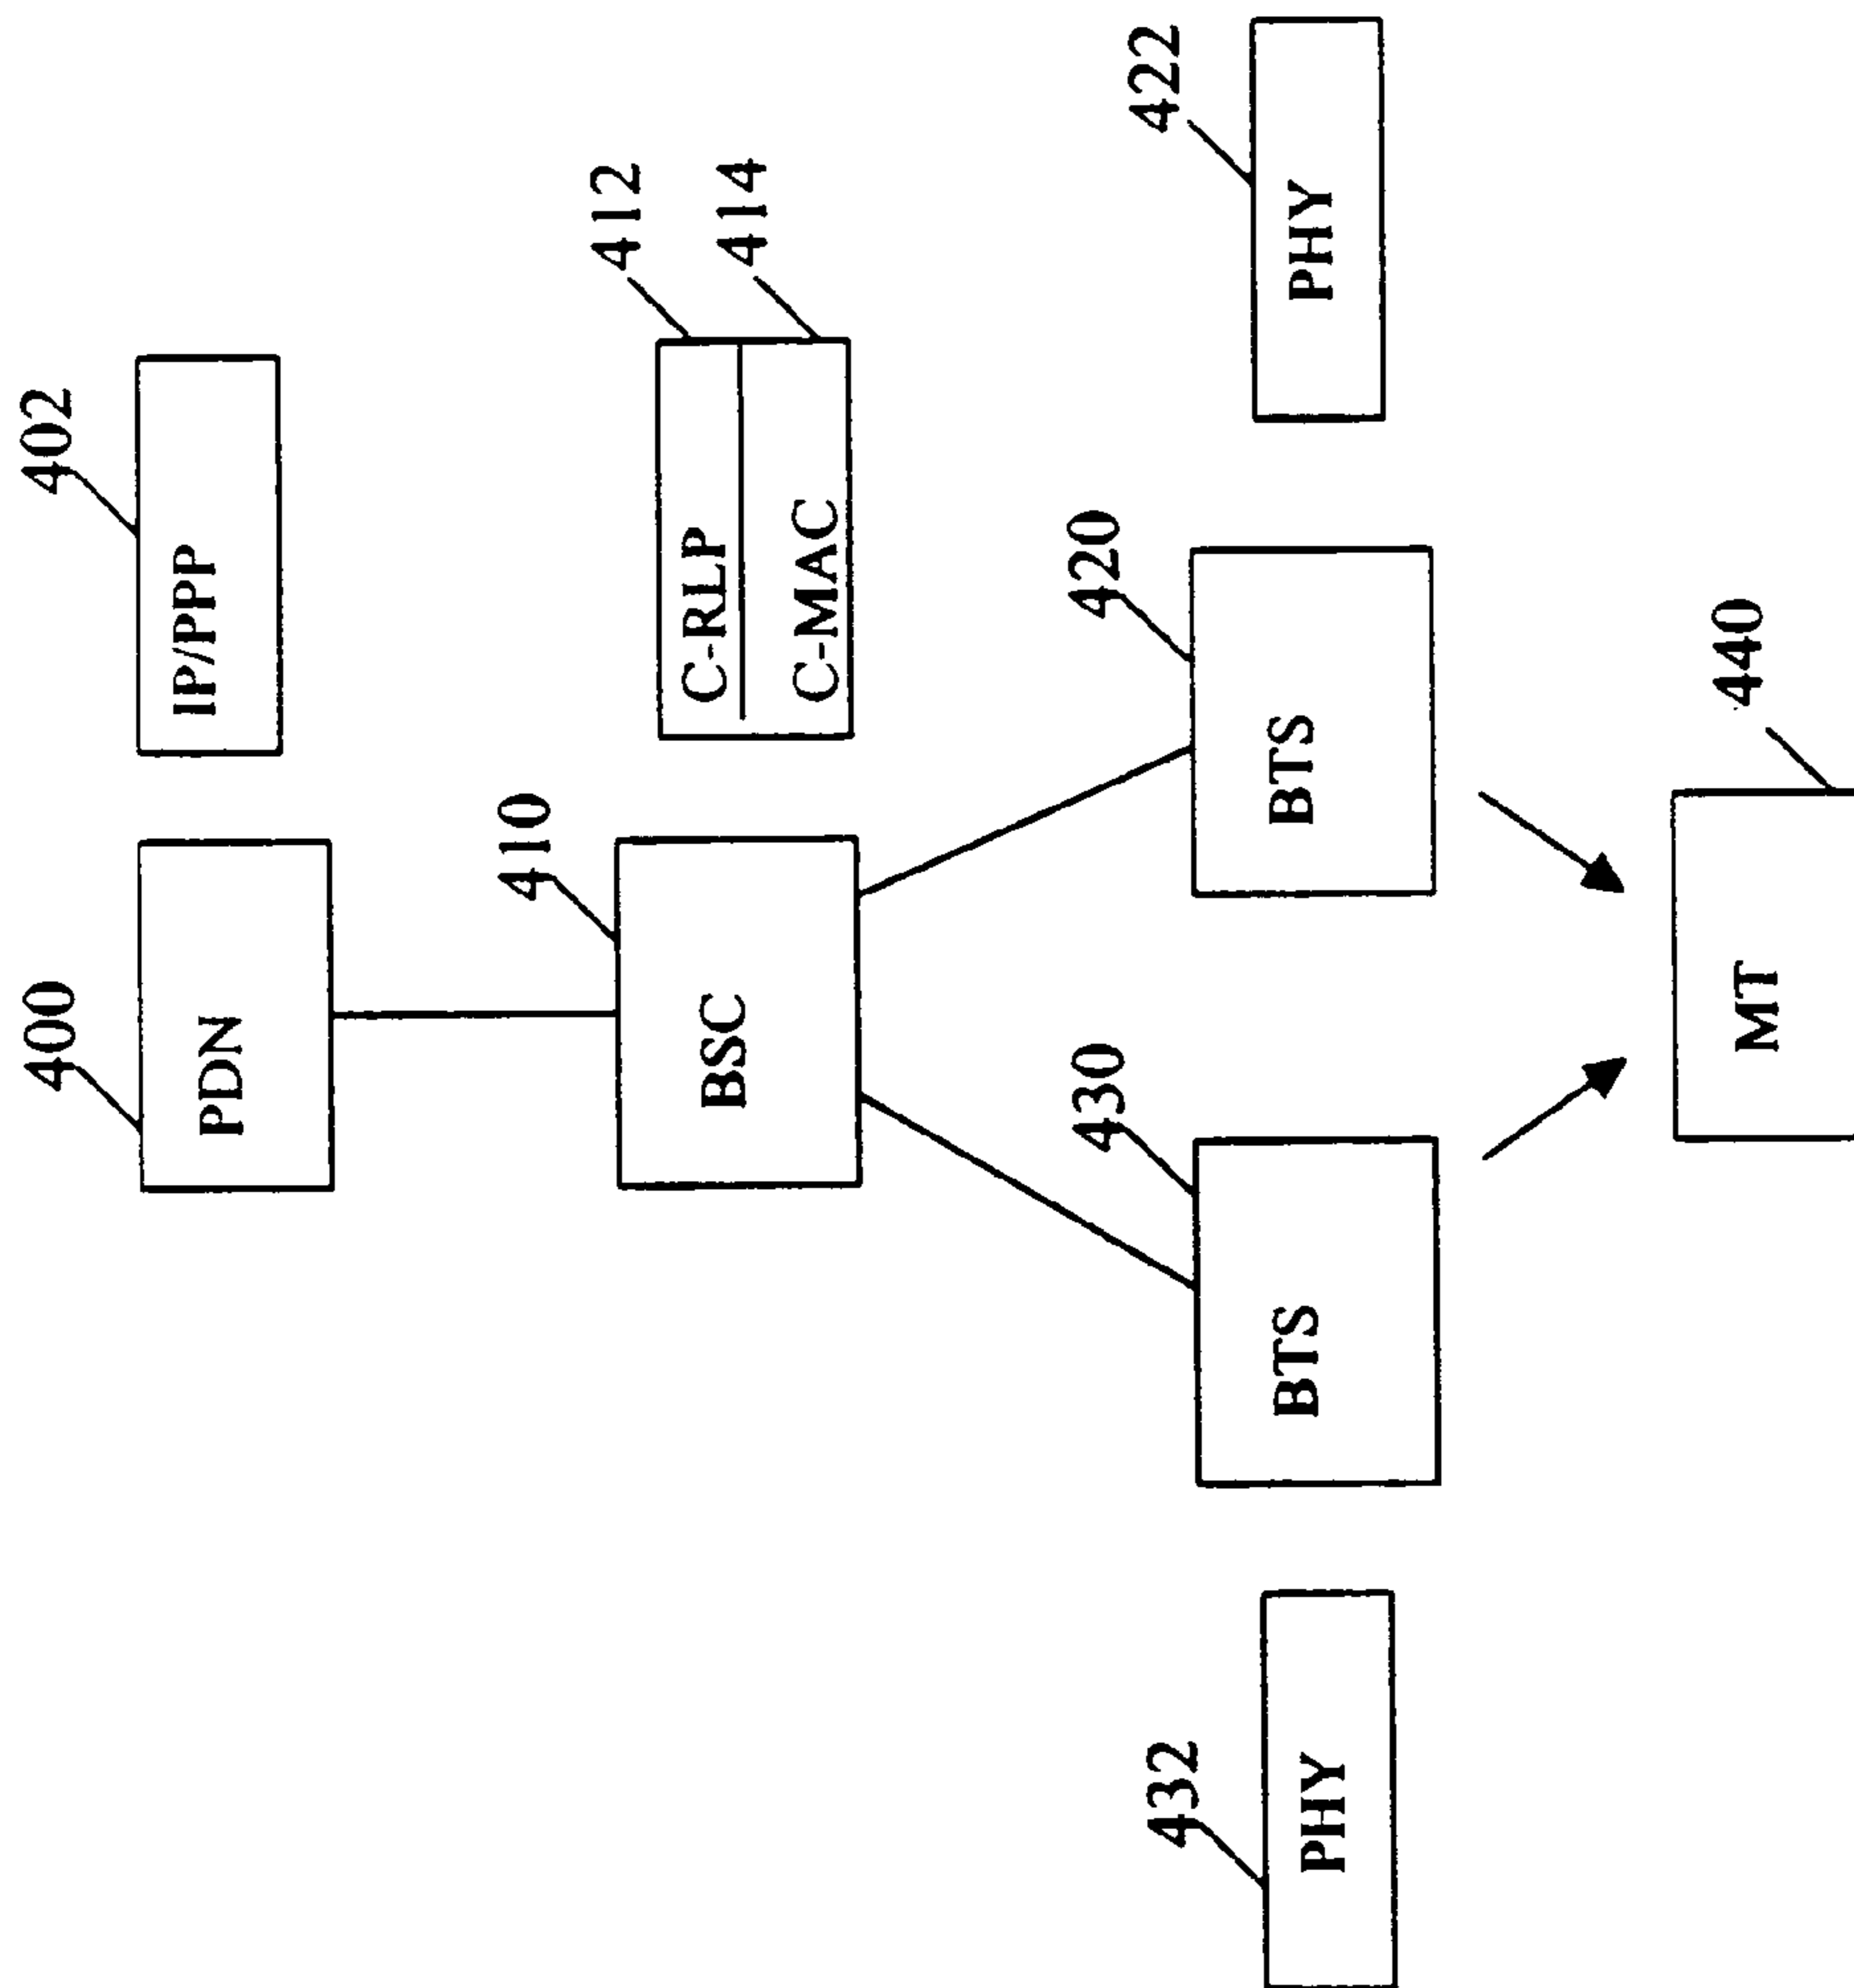 400
PDN
402
IP/PPP
410
BSC
412
C-RLP
414
C-MAC
430
BTS
420
BTS
432
PHY
422
PHY
440
MT